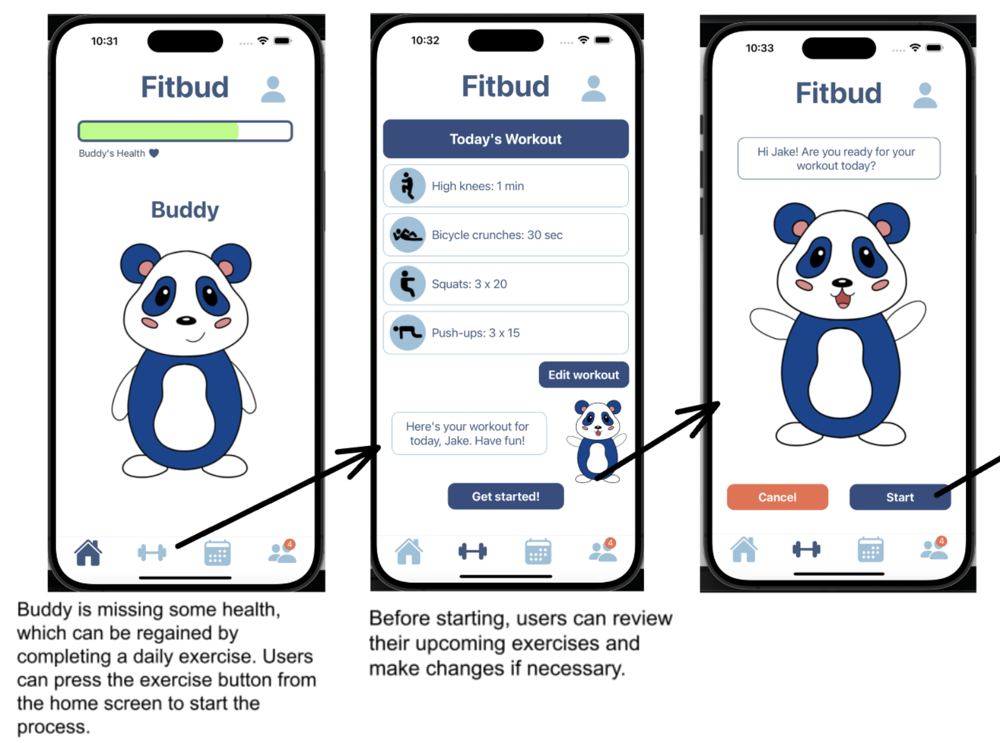 10:31
Fitbud
Buddy's Health
Buddy
4
Buddy is missing some health,
which can be regained by
completing a daily exercise. Users
can press the exercise button from
the home screen to start the
process.
10:32
Fitbud
Today's Workout
High knees: 1 min
Bicycle crunches: 30 sec
Squats: 3 x 20
Push-ups: 3 x 15
Edit workout
Here's your workout for
today, Jake. Have fun!
Get started!
4
Before starting, users can review
their upcoming exercises and
make changes if necessary.
10:33
Fitbud
Hi Jake! Are you ready for your
workout today?
Cancel
Start
4